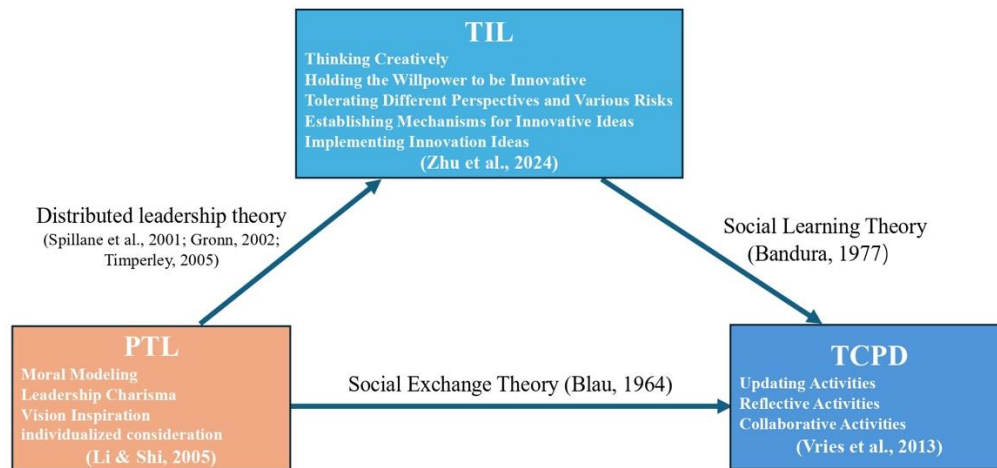 TIL
Thinking Creatively
Holding the Willpower to be Innovative
Tolerating Different Perspectives and Various Risks
Establishing Mechanisms for Innovative Ideas
Implementing Innovation Ideas
(Zhu et al., 2024)
Distributed leadership theory
(Spillane et al., 2001; Gronn, 2002;
Timperley, 2005)
Social Learning Theory
(Bandura, 1977)
PTL
Moral Modeling
Leadership Charisma
Vision Inspiration
individualized consideration
(Li & Shi, 2005)
Social Exchange Theory (Blau, 1964)
TCPD
Updating Activities
Reflective Activities
Collaborative Activities
(Vries et al., 2013)